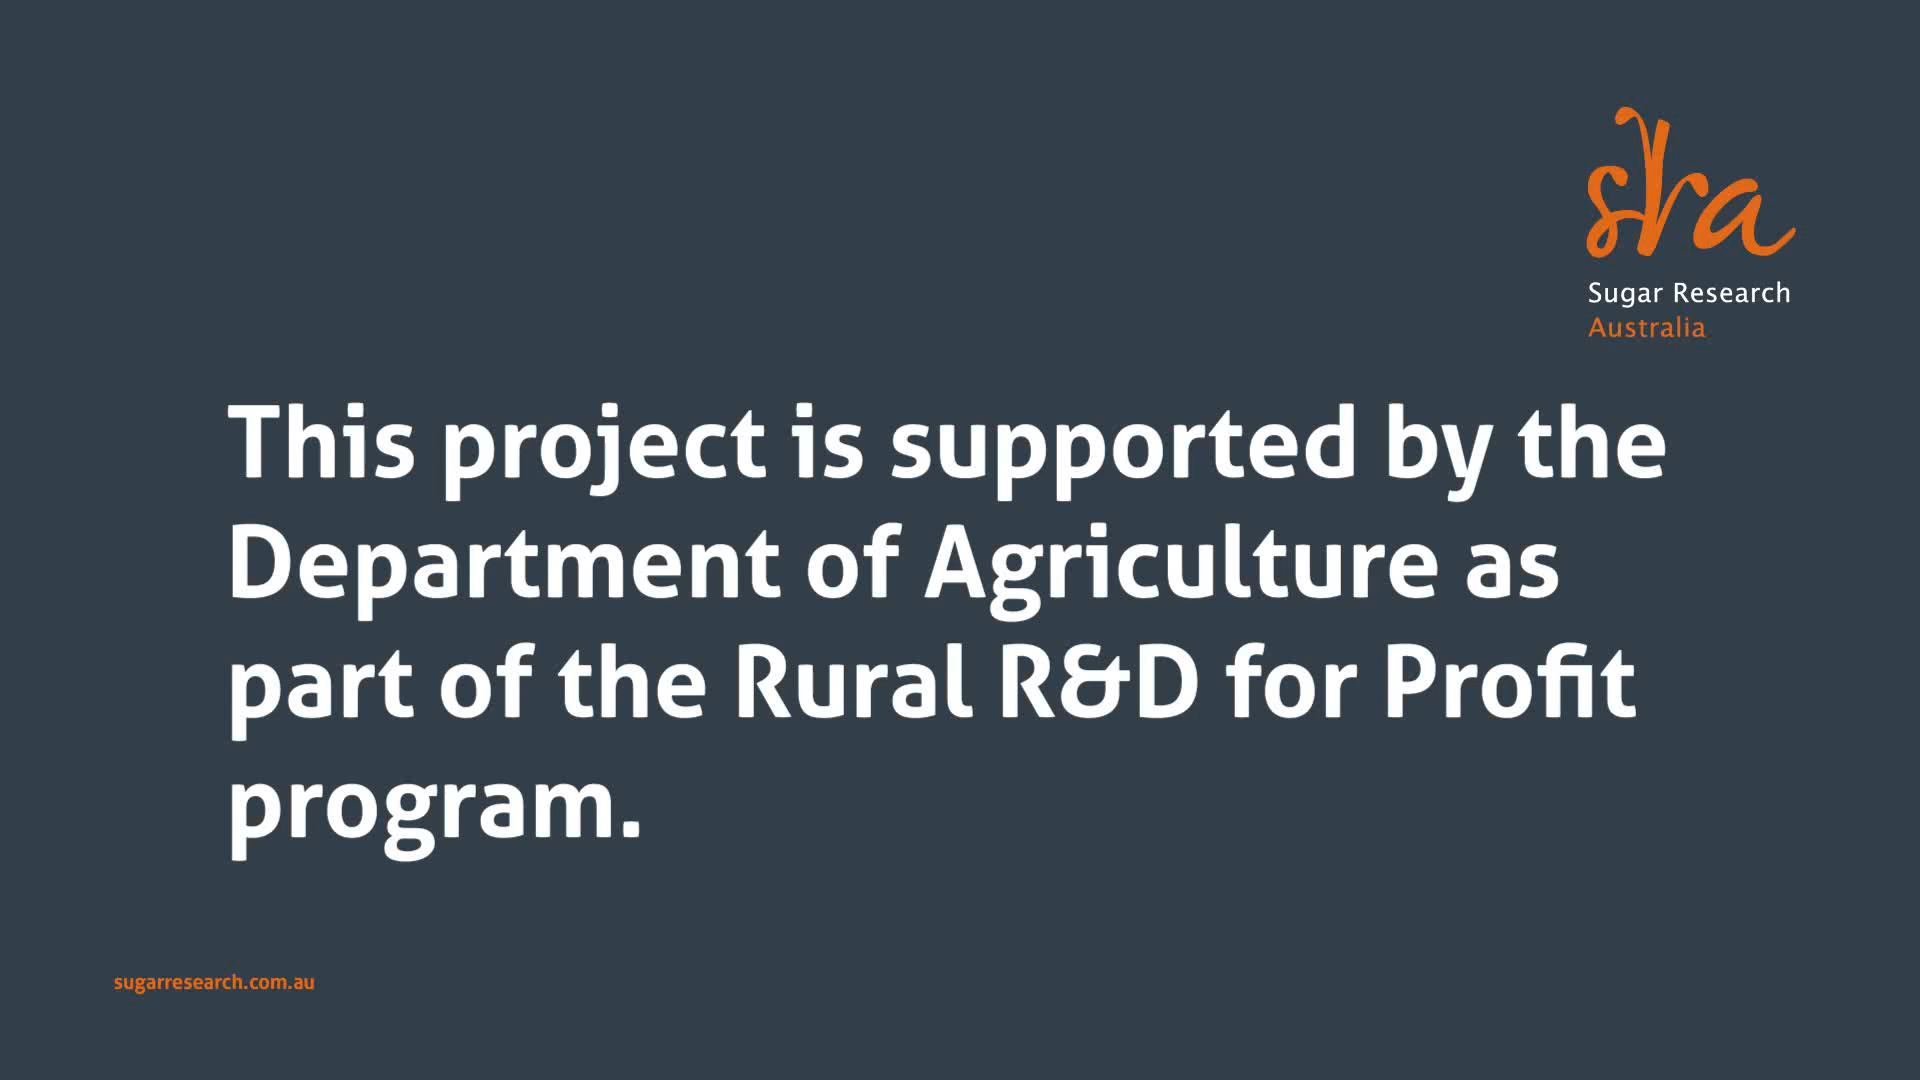 sra
Sugar Research
Australia
This project is supported by the
Department of Agriculture as
part of the Rural R&D for Profit
program.
sugarresearch.com.au